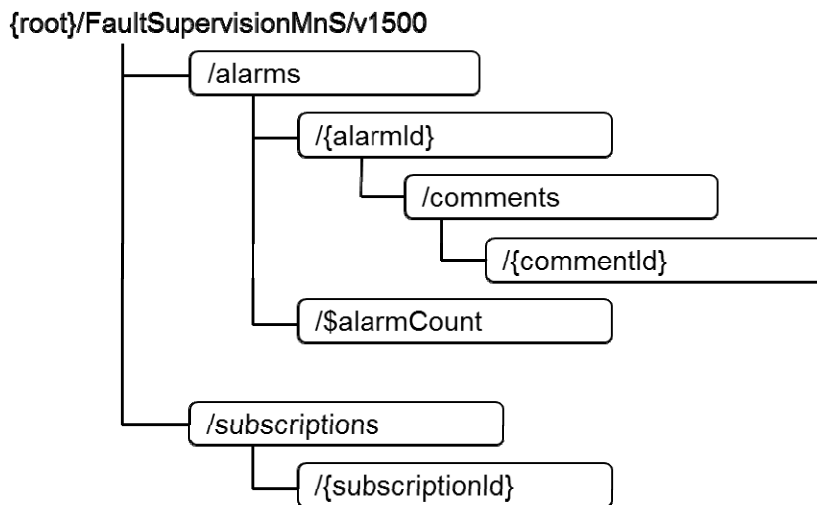 {root}/FaultSupervisionMnS/v1500
/alarms
/{alarmId}
/comments
/{commentId}
/$alarmCount
/subscriptions
/{subscriptionId}